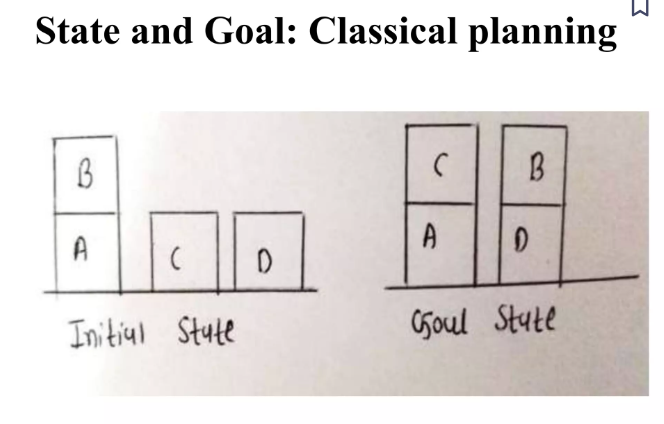 State and Goal: Classical planning
B
A
C
D
Initial State
C
B
A
D
Goal State